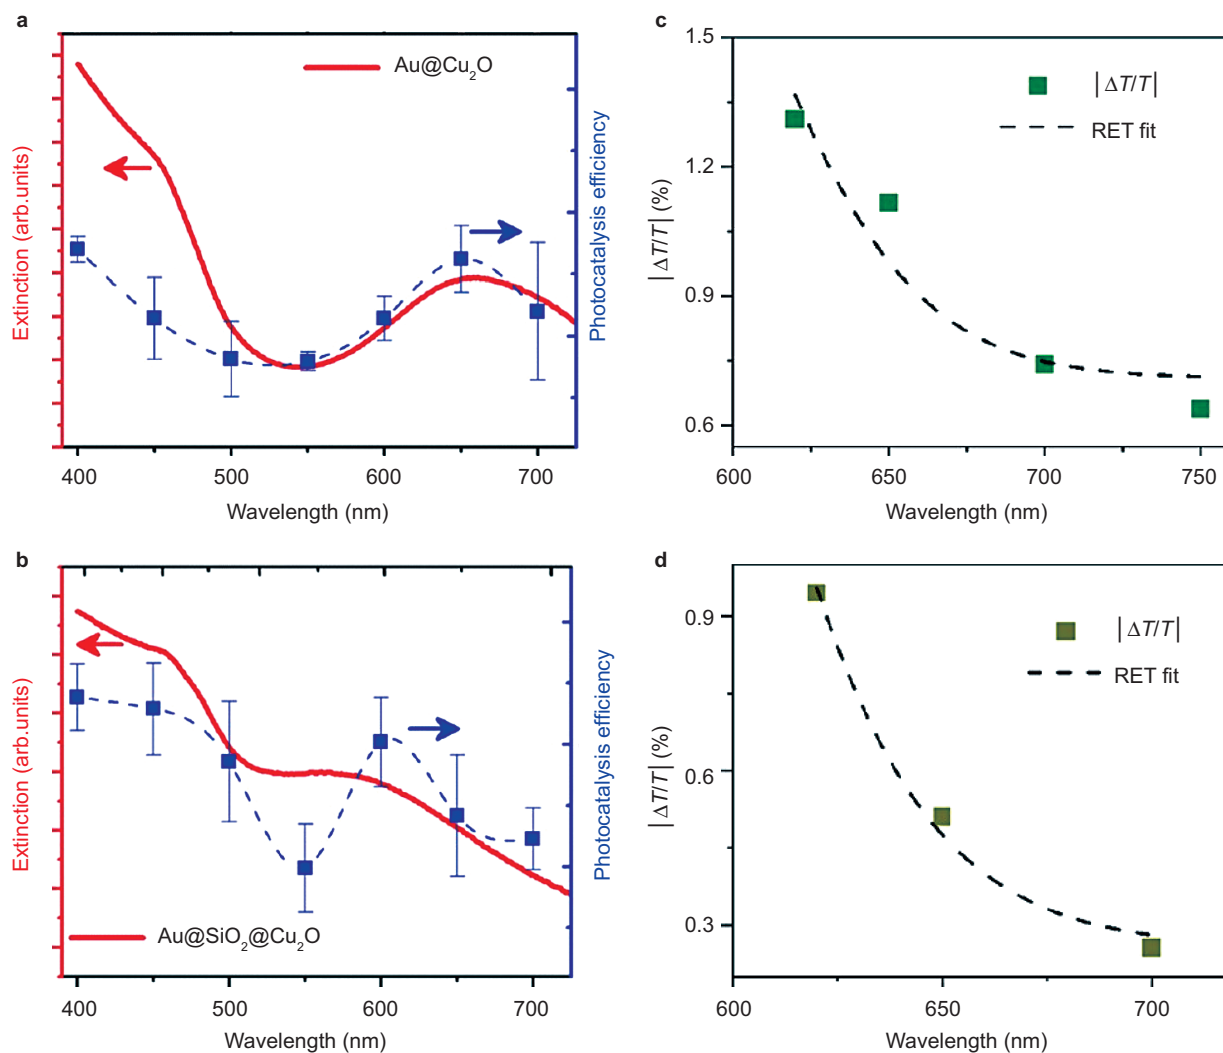 a
Au@Cu₂O
Extinction (arb.units)
Photocatalysis efficiency
400
500
600
700
Wavelength (nm)
c
1.5
1.2
0.9
0.6
|ΔT/T| (%)
|ΔT/T|
RET fit
600
650
700
750
Wavelength (nm)
b
Extinction (arb.units)
Photocatalysis efficiency
Au@SiO₂@Cu₂O
400
500
600
700
Wavelength (nm)
d
0.9
0.6
0.3
|ΔT/T| (%)
|ΔT/T|
RET fit
600
650
700
Wavelength (nm)